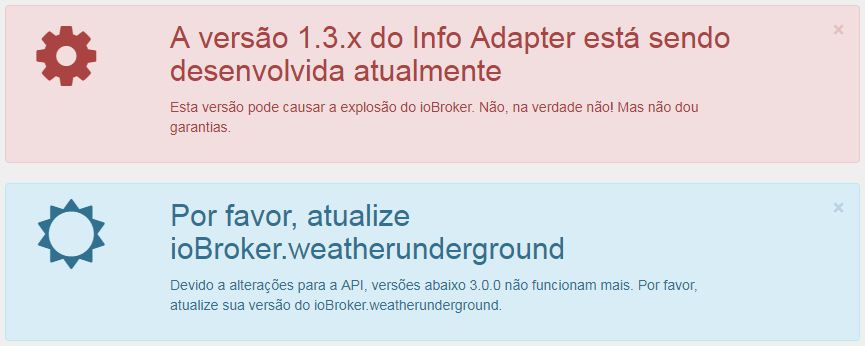 A versão 1.3.x do Info Adapter está sendo
desenvolvida atualmente
Esta versão pode causar a explosão do ioBroker. Não, na verdade não! Mas não dou
garantias.
Por favor, atualize
ioBroker.weatherunderground
Devido a alterações para a API, versões abaixo 3.0.0 não funcionam mais. Por favor,
atualize sua versão do ioBroker.weatherunderground.